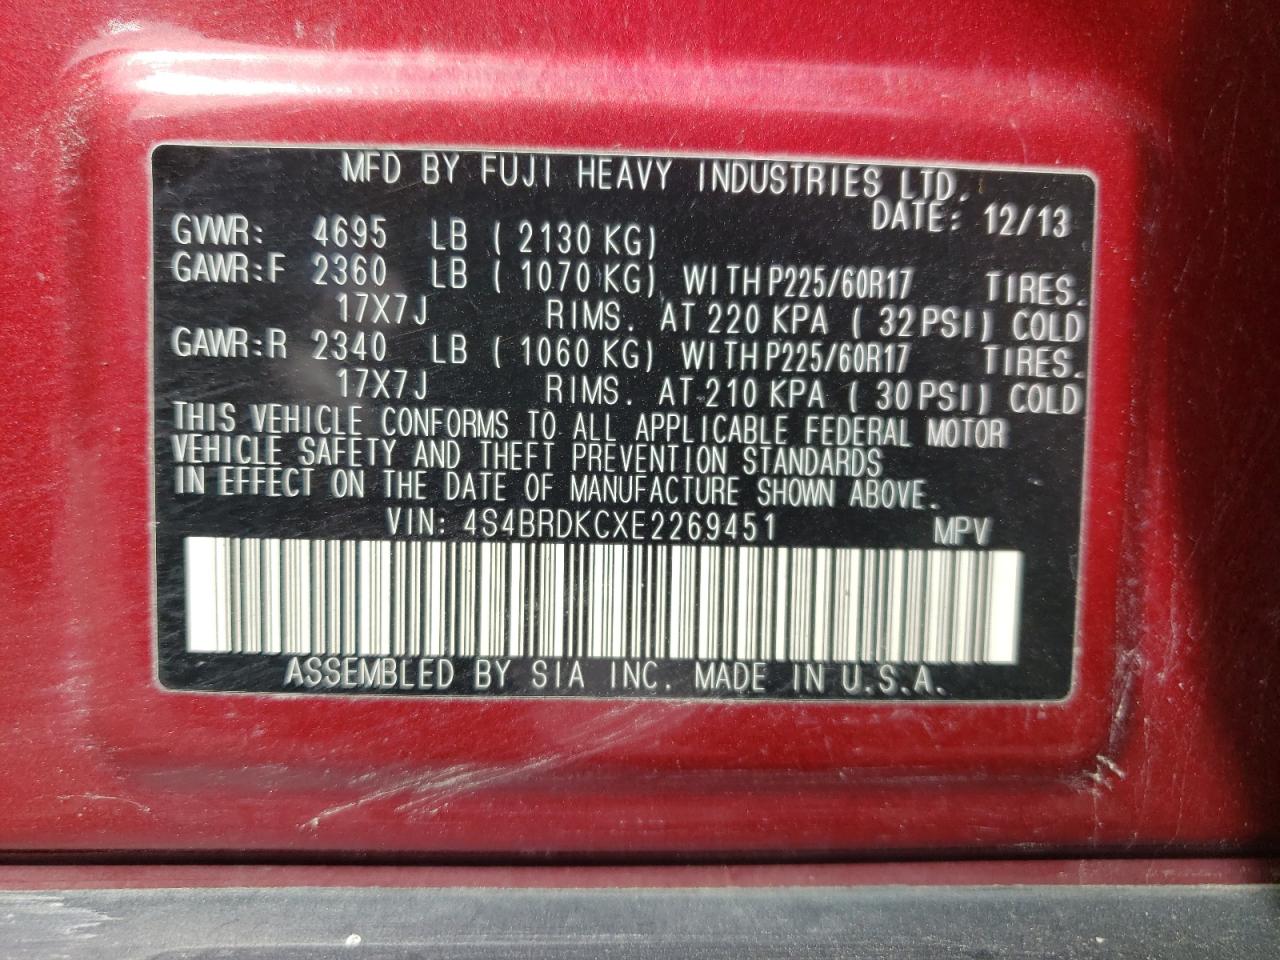 MFD BY FUJI HEAVY INDUSTRIES LTD.
DATE: 12/13
GVWR: 4695 LB ( 2130 KG)
GAWR:F 2360 LB ( 1070 KG) WITH P225/60R17 TIRES.
17X7J RIMS. AT 220 KPA ( 32 PSI) COLD
GAWR:R 2340 LB ( 1060 KG) WITH P225/60R17 TIRES.
17X7J RIMS. AT 210 KPA ( 30 PSI) COLD
THIS VEHICLE CONFORMS TO ALL APPLICABLE FEDERAL MOTOR
VEHICLE SAFETY AND THEFT PREVENTION STANDARDS
IN EFFECT ON THE DATE OF MANUFACTURE SHOWN ABOVE.
VIN: 4S4BRDKCXE2269451 MPV
ASSEMBLED BY SIA INC. MADE IN U.S.A.